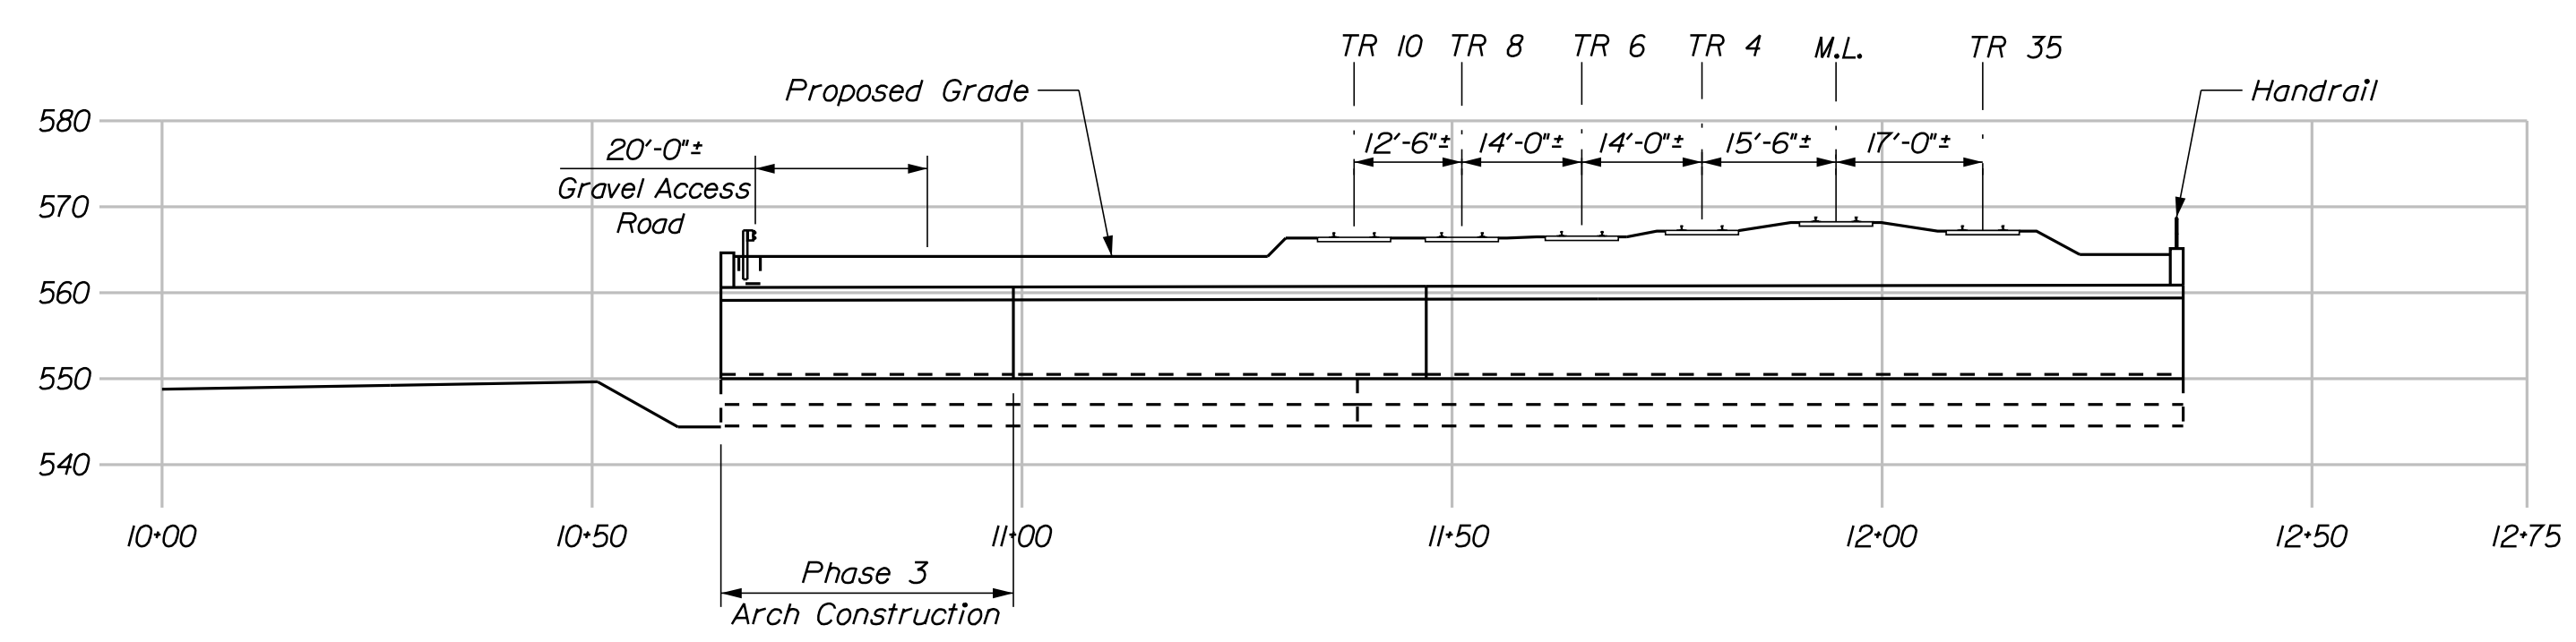 TR 10 TR 8 TR 6 TR 4 M.L. TR 35
Proposed Grade
Handrail
580
20'-0"±
12'-6"± 14'-0"± 14'-0"± 15'-6"± 17'-0"±
Gravel Access
Road
570
560
550
540
10+00 10+50 11+00 11+50 12+00 12+50 12+75
Phase 3
Arch Construction